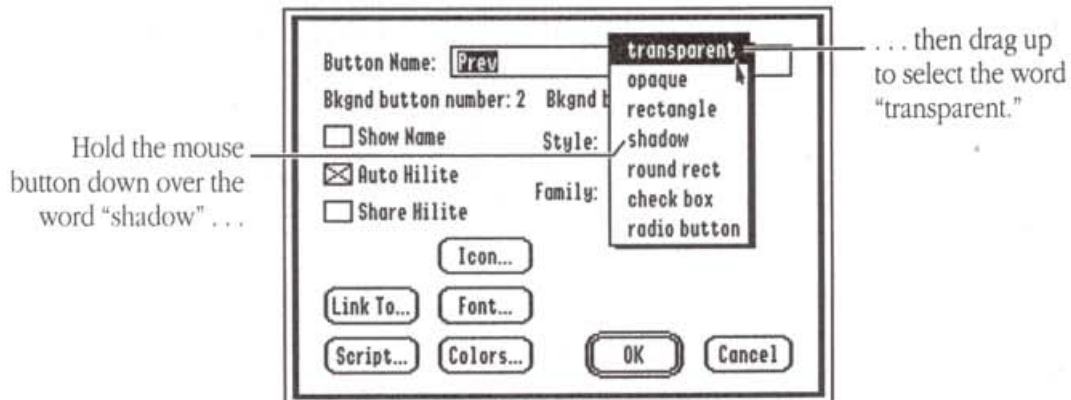 Hold the mouse
button down over the
word “shadow” . . .
Button Name: Prev
Bkgnd button number: 2 Bkgnd b
Show Name
Auto Hilite
Share Hilite
Style:
Family:
transparent
opaque
rectangle
shadow
round rect
check box
radio button
Icon...
Link To... Font...
Script... Colors...
OK Cancel
. . . then drag up
to select the word
“transparent.”